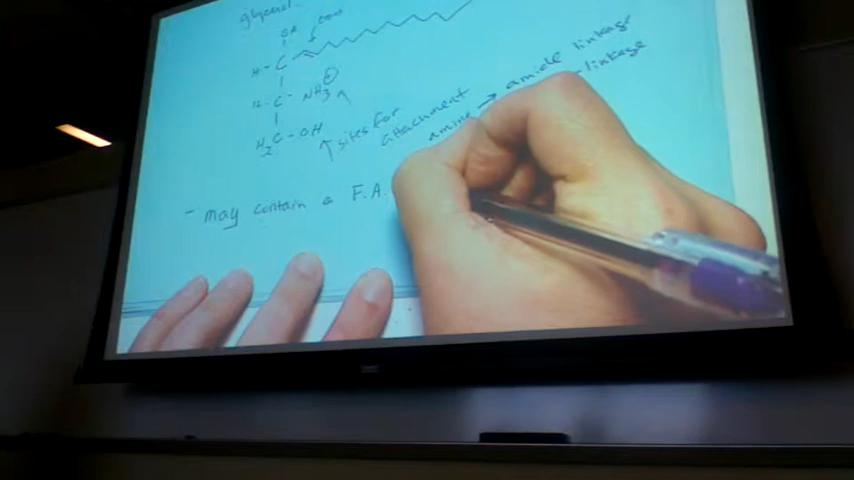 glycerol
OH
H - C
H - C - NH3 +
H2C - OH
sites for
attachment
amine → amide linkage
- linkage
- may contain a F.A.